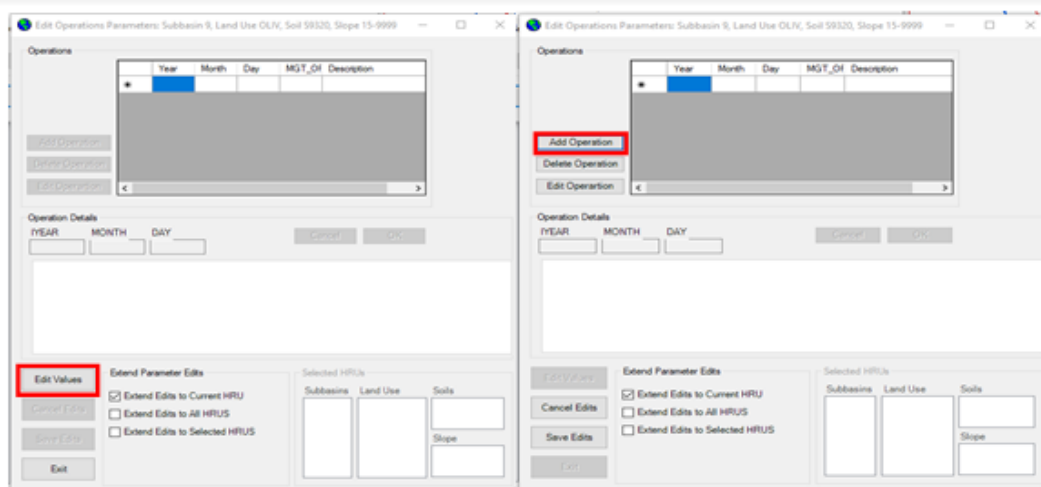 Edit Operations Parameters: Subbasin 9, Land Use OLIV, Soil S9320, Slope 15-9999
Operations
Year Month Day MGT_OF Description
Add Operation
Delete Operation
Edit Operartion
Operation Details
IYEAR MONTH DAY
Cancel OK
Edit Values
Cancel Edits
Save Edits
Exit
Extend Parameter Edits
Extend Edits to Current HRU
Extend Edits to All HRUS
Extend Edits to Selected HRUS
Selected HRUs
Subbasins Land Use Soils
Slope
Edit Operations Parameters: Subbasin 9, Land Use OLIV, Soil S9320, Slope 15-9999
Operations
Year Month Day MGT_OF Description
Add Operation
Delete Operation
Edit Operartion
Operation Details
IYEAR MONTH DAY
Cancel OK
Edit Values
Cancel Edits
Save Edits
Exit
Extend Parameter Edits
Extend Edits to Current HRU
Extend Edits to All HRUS
Extend Edits to Selected HRUS
Selected HRUs
Subbasins Land Use Soils
Slope